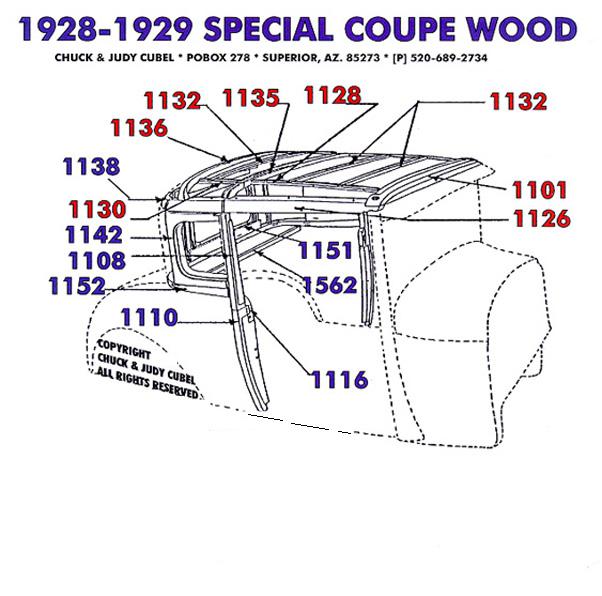 1928-1929 SPECIAL COUPE WOOD
CHUCK & JUDY CUBEL * POBOX 278 * SUPERIOR, AZ. 85273 * [P] 520-689-2734
1132 1135 1128 1132
1136
1138
1101
1130
1126
1142
1151
1108
1152
1562
1110
1116
COPYRIGHT
CHUCK & JUDY CUBEL
ALL RIGHTS RESERVED